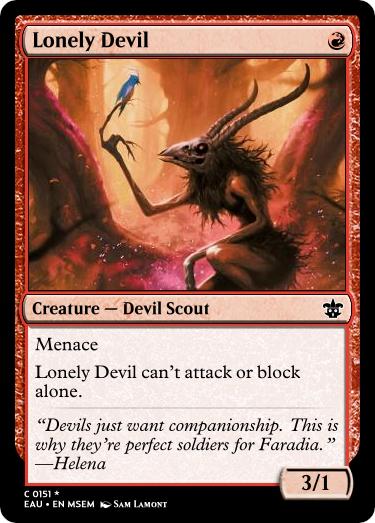 Lonely Devil
Creature — Devil Scout
Menace
Lonely Devil can't attack or block
alone.
“Devils just want companionship. This is
why they're perfect soldiers for Faradia.”
—Helena
3/1
C 0151 *
EAU • EN MSEM Sam Lamont